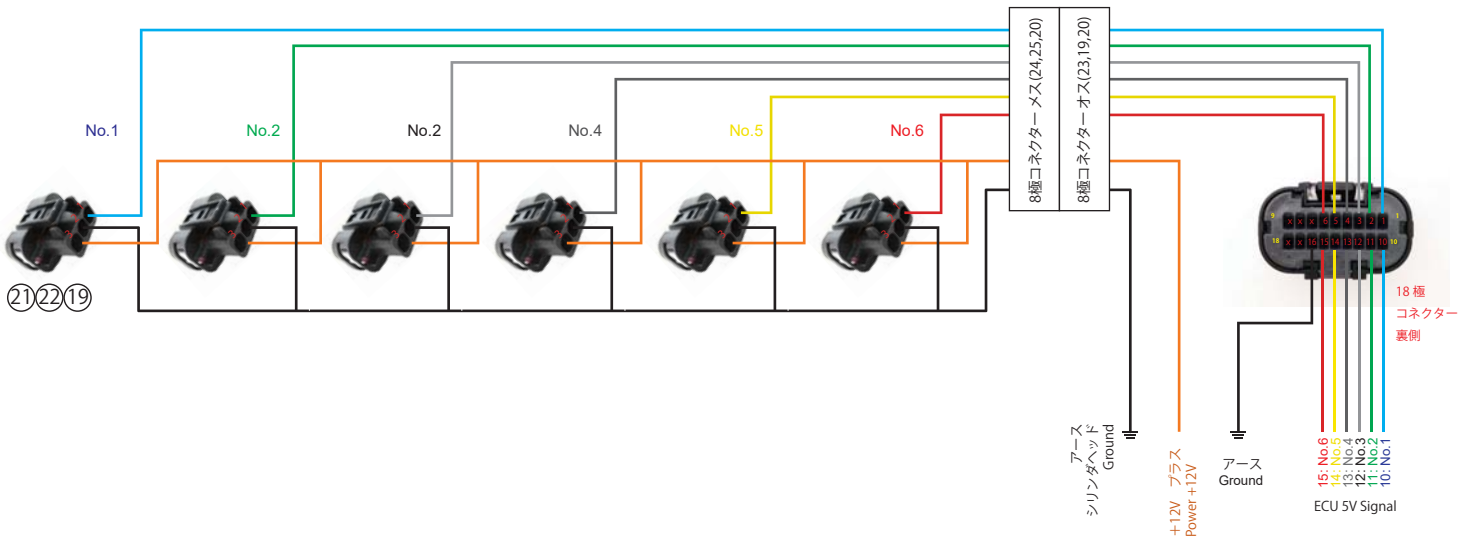 No.1
No.2
No.2
No.4
No.5
No.6
8極コネクター メス(24,25,20)
8極コネクター オス(23,19,20)
21 22 19
9 x x x 6 5 4 3 2 1 1
18 x x 16 15 14 13 12 11 10 10
18 極
コネクター
裏側
アース
シリンダヘッド
Ground
+12V プラス
Power +12V
アース
Ground
15: No.6
14: No.5
13: No.4
12: No.3
11: No.2
10: No.1
ECU 5V Signal